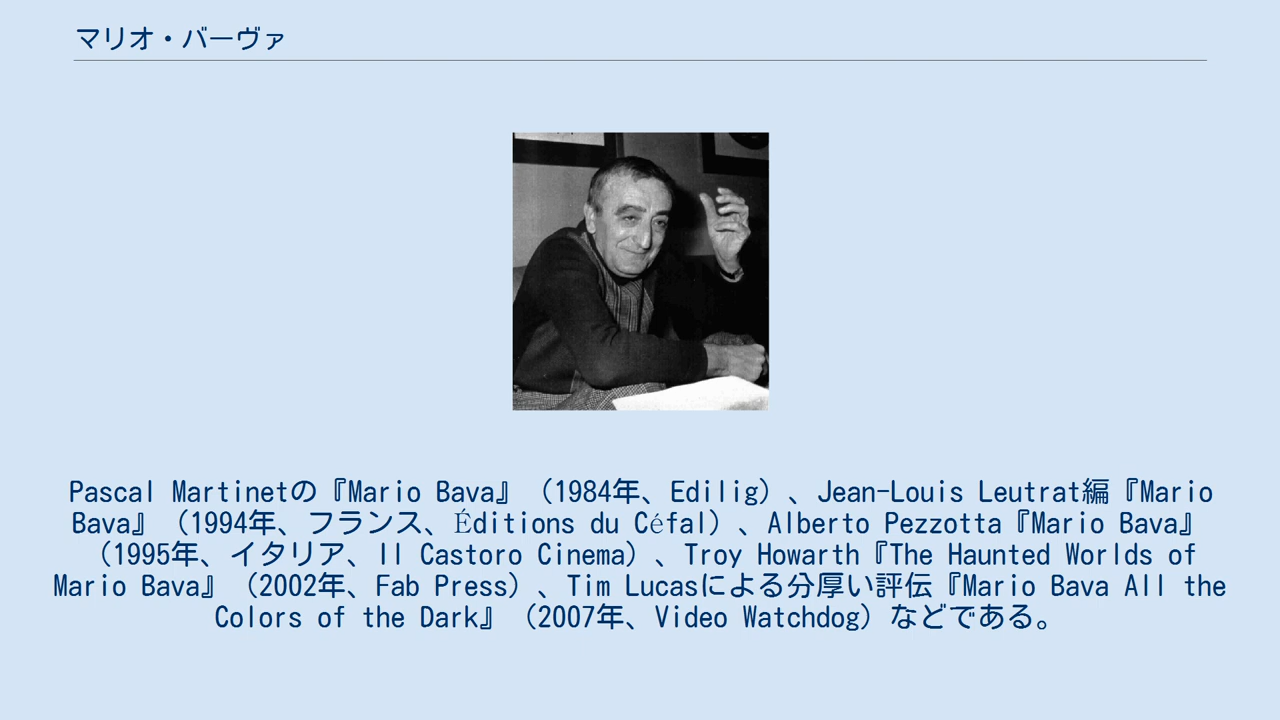 マリオ・バーヴァ
Pascal Martinetの『Mario Bava』（1984年、Edilig）、Jean-Louis Leutrat編『Mario
Bava』（1994年、フランス、Éditions du Céfal）、Alberto Pezzotta『Mario Bava』
（1995年、イタリア、Il Castoro Cinema）、Troy Howarth『The Haunted Worlds of
Mario Bava』（2002年、Fab Press）、Tim Lucasによる分厚い評伝『Mario Bava All the
Colors of the Dark』（2007年、Video Watchdog）などである。